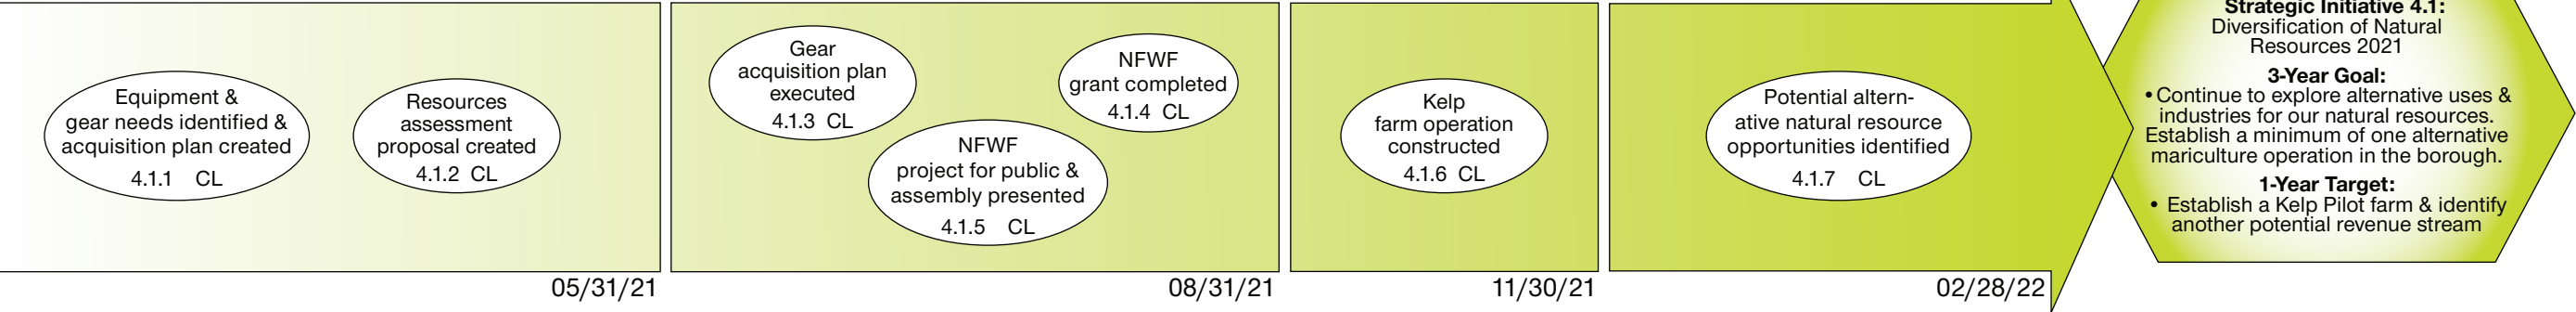 Equipment &
gear needs identified &
acquisition plan created
4.1.1 CL
Resources
assessment
proposal created
4.1.2 CL
05/31/21
Gear
acquisition plan
executed
4.1.3 CL
NFWF
grant completed
4.1.4 CL
NFWF
project for public &
assembly presented
4.1.5 CL
08/31/21
Kelp
farm operation
constructed
4.1.6 CL
11/30/21
Potential altern-
ative natural resource
opportunities identified
4.1.7 CL
02/28/22
Strategic Initiative 4.1:
Diversification of Natural
Resources 2021
3-Year Goal:
• Continue to explore alternative uses &
industries for our natural resources.
Establish a minimum of one alternative
mariculture operation in the borough.
1-Year Target:
• Establish a Kelp Pilot farm & identify
another potential revenue stream